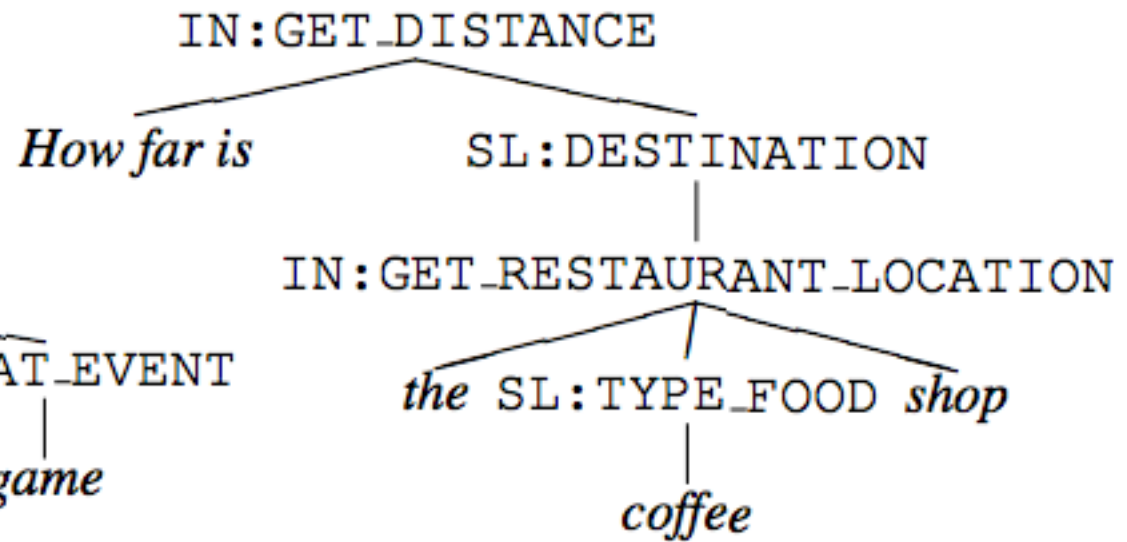 IN:GET_DISTANCE
How far is SL:DESTINATION
IN:GET_RESTAURANT_LOCATION
AT_EVENT
the SL:TYPE_FOOD shop
game
coffee